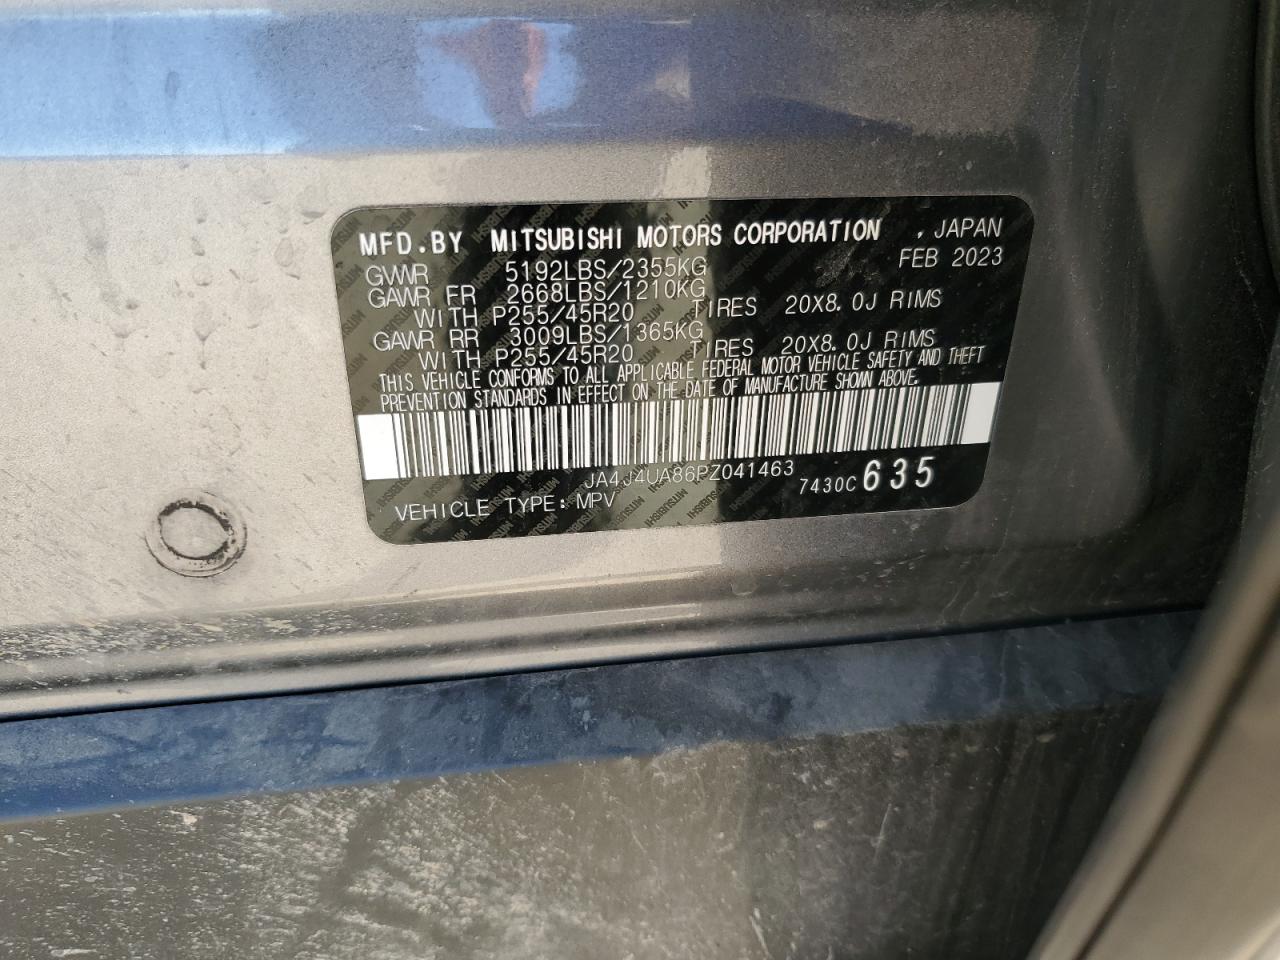 MFD.BY MITSUBISHI MOTORS CORPORATION , JAPAN
FEB 2023
GVWR 5192LBS/2355KG
GAWR FR 2668LBS/1210KG
WITH P255/45R20 TIRES 20X8.0J RIMS
GAWR RR 3009LBS/1365KG
WITH P255/45R20 TIRES 20X8.0J RIMS
THIS VEHICLE CONFORMS TO ALL APPLICABLE FEDERAL MOTOR VEHICLE SAFETY AND THEFT
PREVENTION STANDARDS IN EFFECT ON THE DATE OF MANUFACTURE SHOWN ABOVE.
JA4J4UA86PZ041463
VEHICLE TYPE: MPV 7430C 635